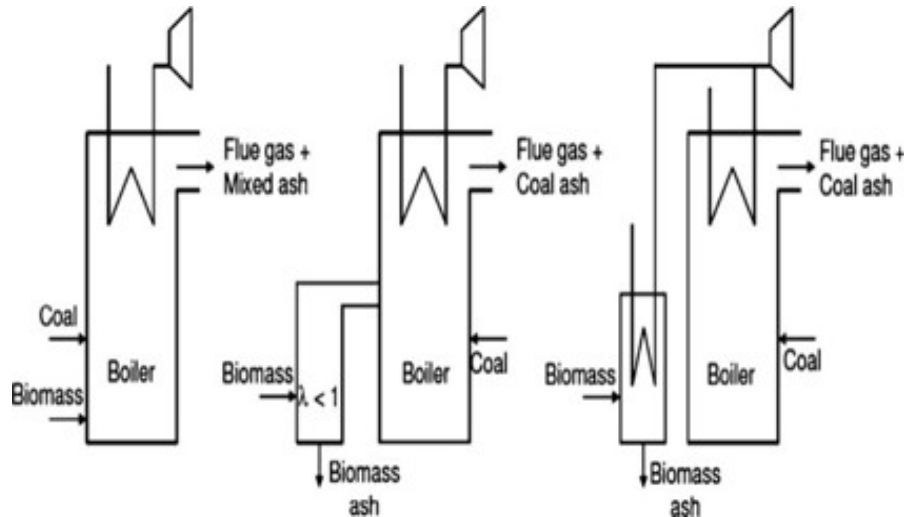 Flue gas +
Mixed ash
Coal
Biomass
Boiler
Flue gas +
Coal ash
Biomass
λ < 1
Boiler
Coal
Biomass
ash
Flue gas +
Coal ash
Biomass
Boiler
Coal
Biomass
ash